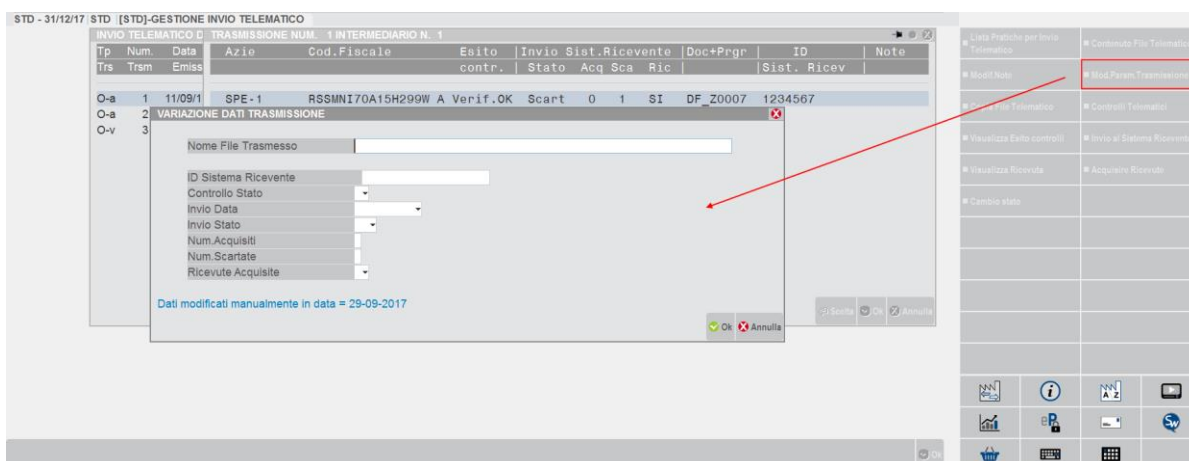 STD - 31/12/17 STD [STD]-GESTIONE INVIO TELEMATICO
INVIO TELEMATICO D TRASMISSIONE NUM. 1 INTERMEDIARIO N. 1
Tp Num. Data Azie Cod.Fiscale Esito Invio Sist.Ricevente Doc+Prgr ID Note
Trs Trsm Emiss contr. Stato Acq Sca Ric Sist. Ricev
O-a 1 11/09/1 SPE-1 RSSMNI70A15H299W A Verif.OK Scart 0 1 SI DF_Z0007 1234567
O-a 2 VARIAZIONE DATI TRASMISSIONE
O-v 3
Nome File Trasmesso
ID Sistema Ricevente
Controllo Stato
Invio Data
Invio Stato
Num.Acquisiti
Num.Scartate
Ricevute Acquisite
Dati modificati manualmente in data = 29-09-2017
Ok Annulla
Scelta Ok Annulla
Ok
Lista Pratiche per Invio Telematico
Contenuto File Telematico
Modif.Note
Mod.Param.Trasmissione
Copia File Telematico
Controlli Telematici
Visualizza Esito controlli
Invio al Sistema Ricevente
Visualizza Ricevuta
Acquisire Ricevute
Cambio stato
A Z
eP
Sw